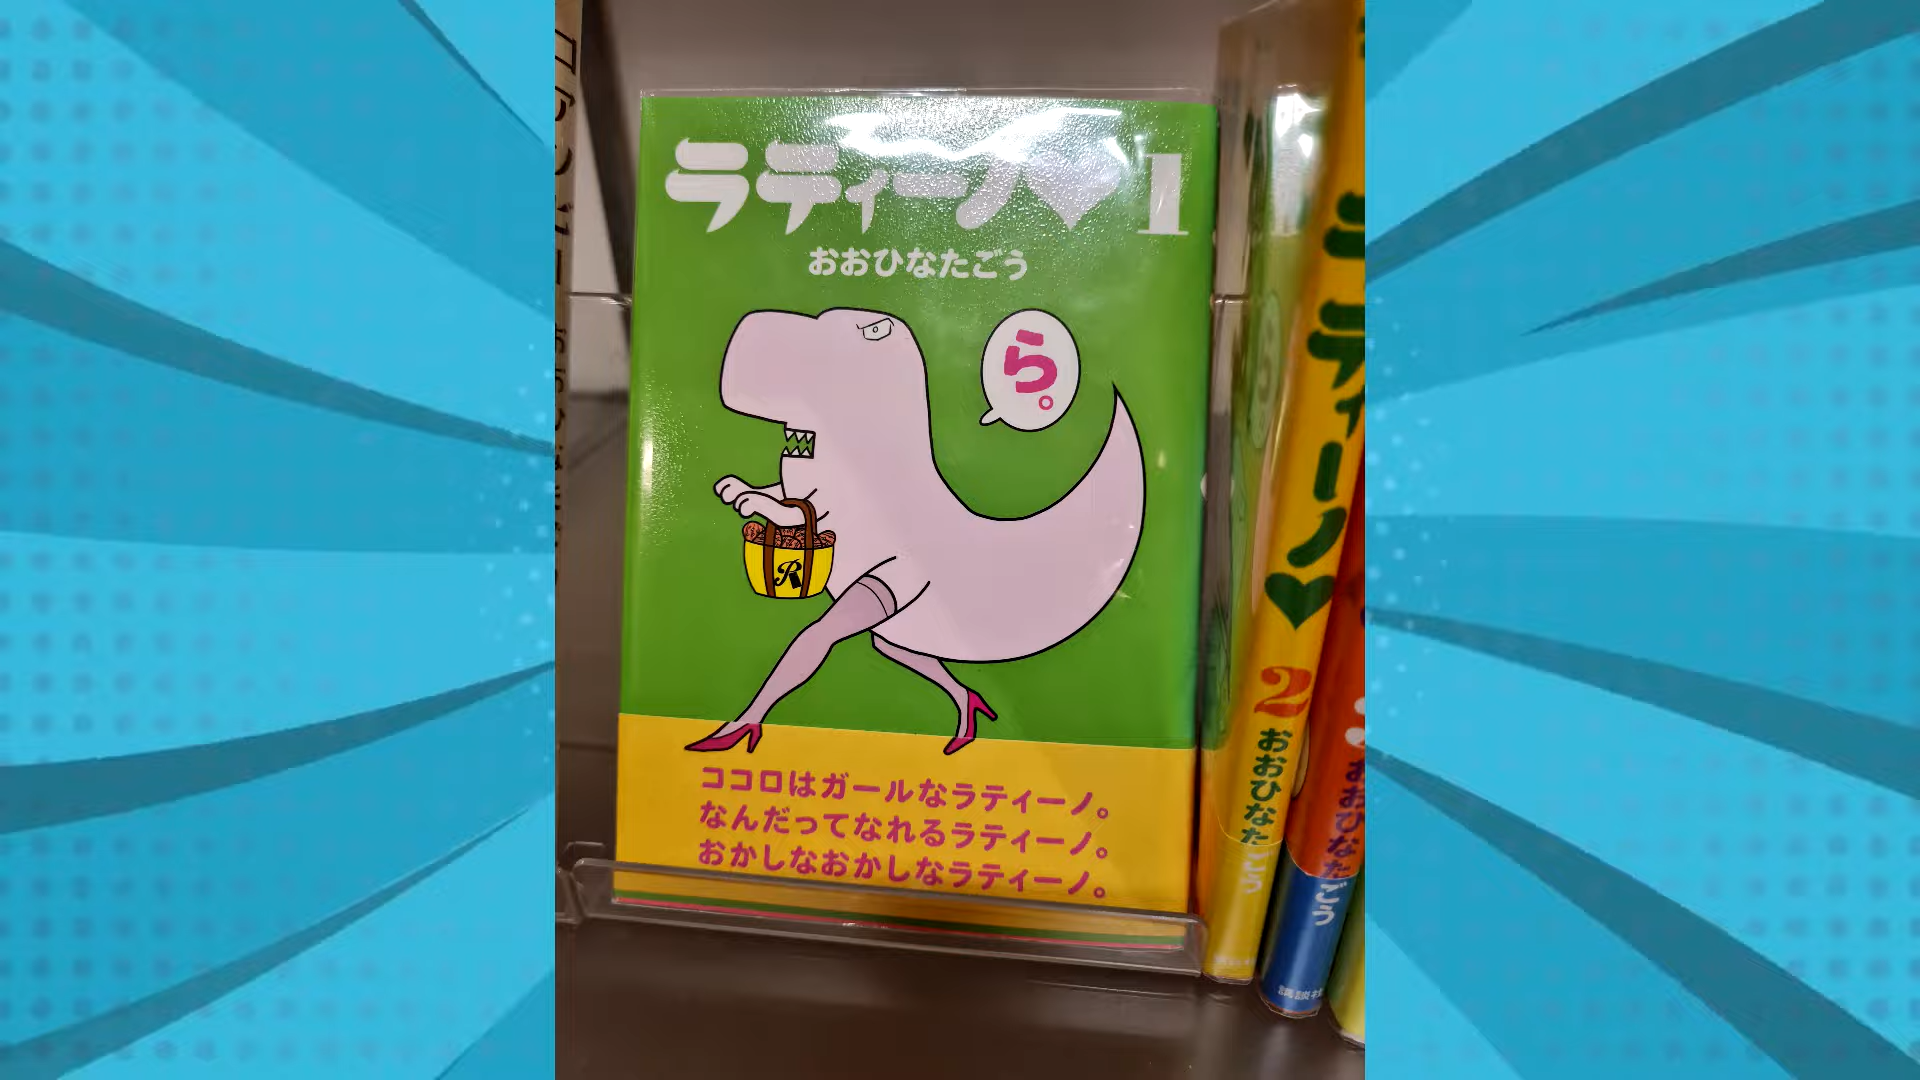 ラティーノ♥1
おおひなたごう
ら。
R
ココロはガールなラティーノ。
なんだってなれるラティーノ。
おかしなおかしなラティーノ。
ラティーノ♥
2
おおひなたごう
おおひなたごう
講談社